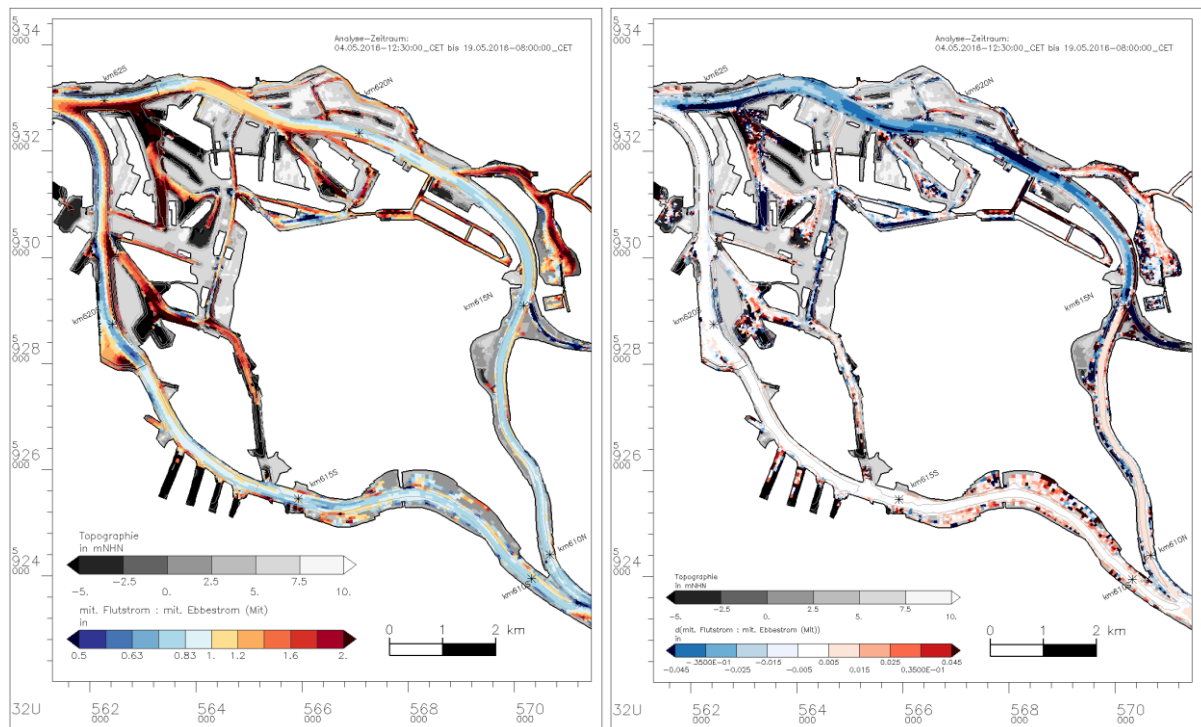 Analyse-Zeitraum:
04.05.2016-12:30:00_CET bis 19.05.2016-08:00:00_CET
5
934
000
5
932
000
5
930
000
5
928
000
5
926
000
5
924
000
km625
km620N
km615N
km620S
km615S
km610N
km610S
Topographie
in mNHN
-5. -2.5 0. 2.5 5. 7.5 10.
mit. Flutstrom : mit. Ebbestrom (Mit)
in
0.5 0.63 0.83 1. 1.2 1.6 2.
0 1 2 km
32U 562 564 566 568 570
000 000 000 000 000
Analyse-Zeitraum:
04.05.2016-12:30:00_CET bis 19.05.2016-08:00:00_CET
5
934
000
5
932
000
5
930
000
5
928
000
5
926
000
5
924
000
km625
km620N
km615N
km620S
km615S
km610N
km610S
Topographie
in mNHN
-5. -2.5 0. 2.5 5. 7.5 10.
d(mit. Flutstrom : mit. Ebbestrom (Mit))
in
-.3500E-01 -0.015 0.005 0.025 0.045
-0.045 -0.025 -0.005 0.015 0.3500E-01
0 1 2 km
32U 562 564 566 568 570
000 000 000 000 000